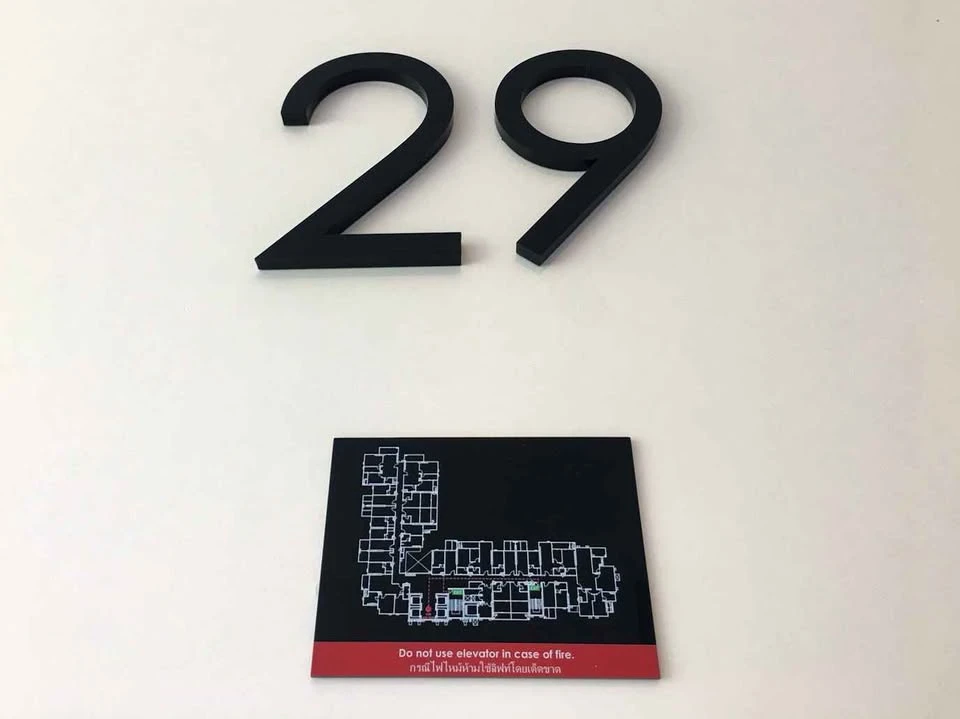 29
Do not use elevator in case of fire.
กรณีไฟไหม้ห้ามใช้ลิฟท์โดยเด็ดขาด